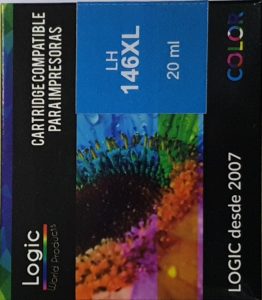 Logic
World Products
CARTRIDGE COMPATIBLE
PARA IMPRESORAS
LH
146XL
20 ml
LOGIC desde 2007
COLOR